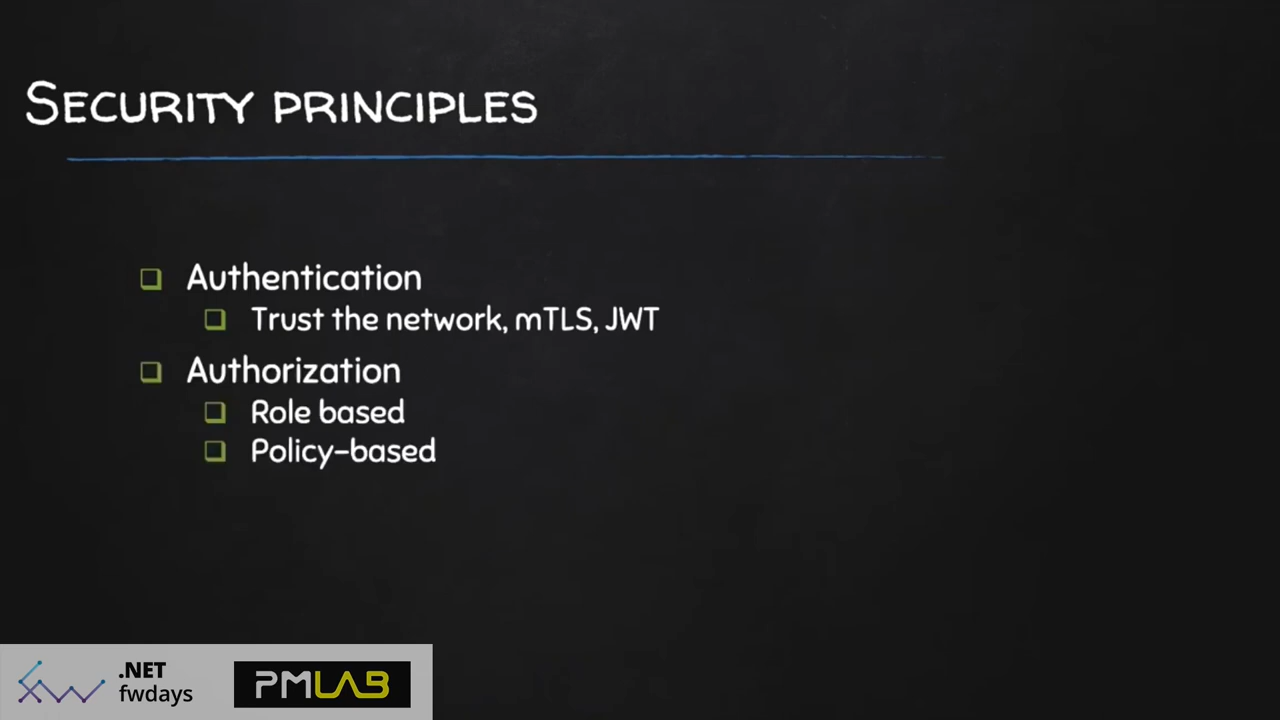 Security principles
Authentication
Trust the network, mTLS, JWT
Authorization
Role based
Policy-based
.NET
fwdays
PMLAB